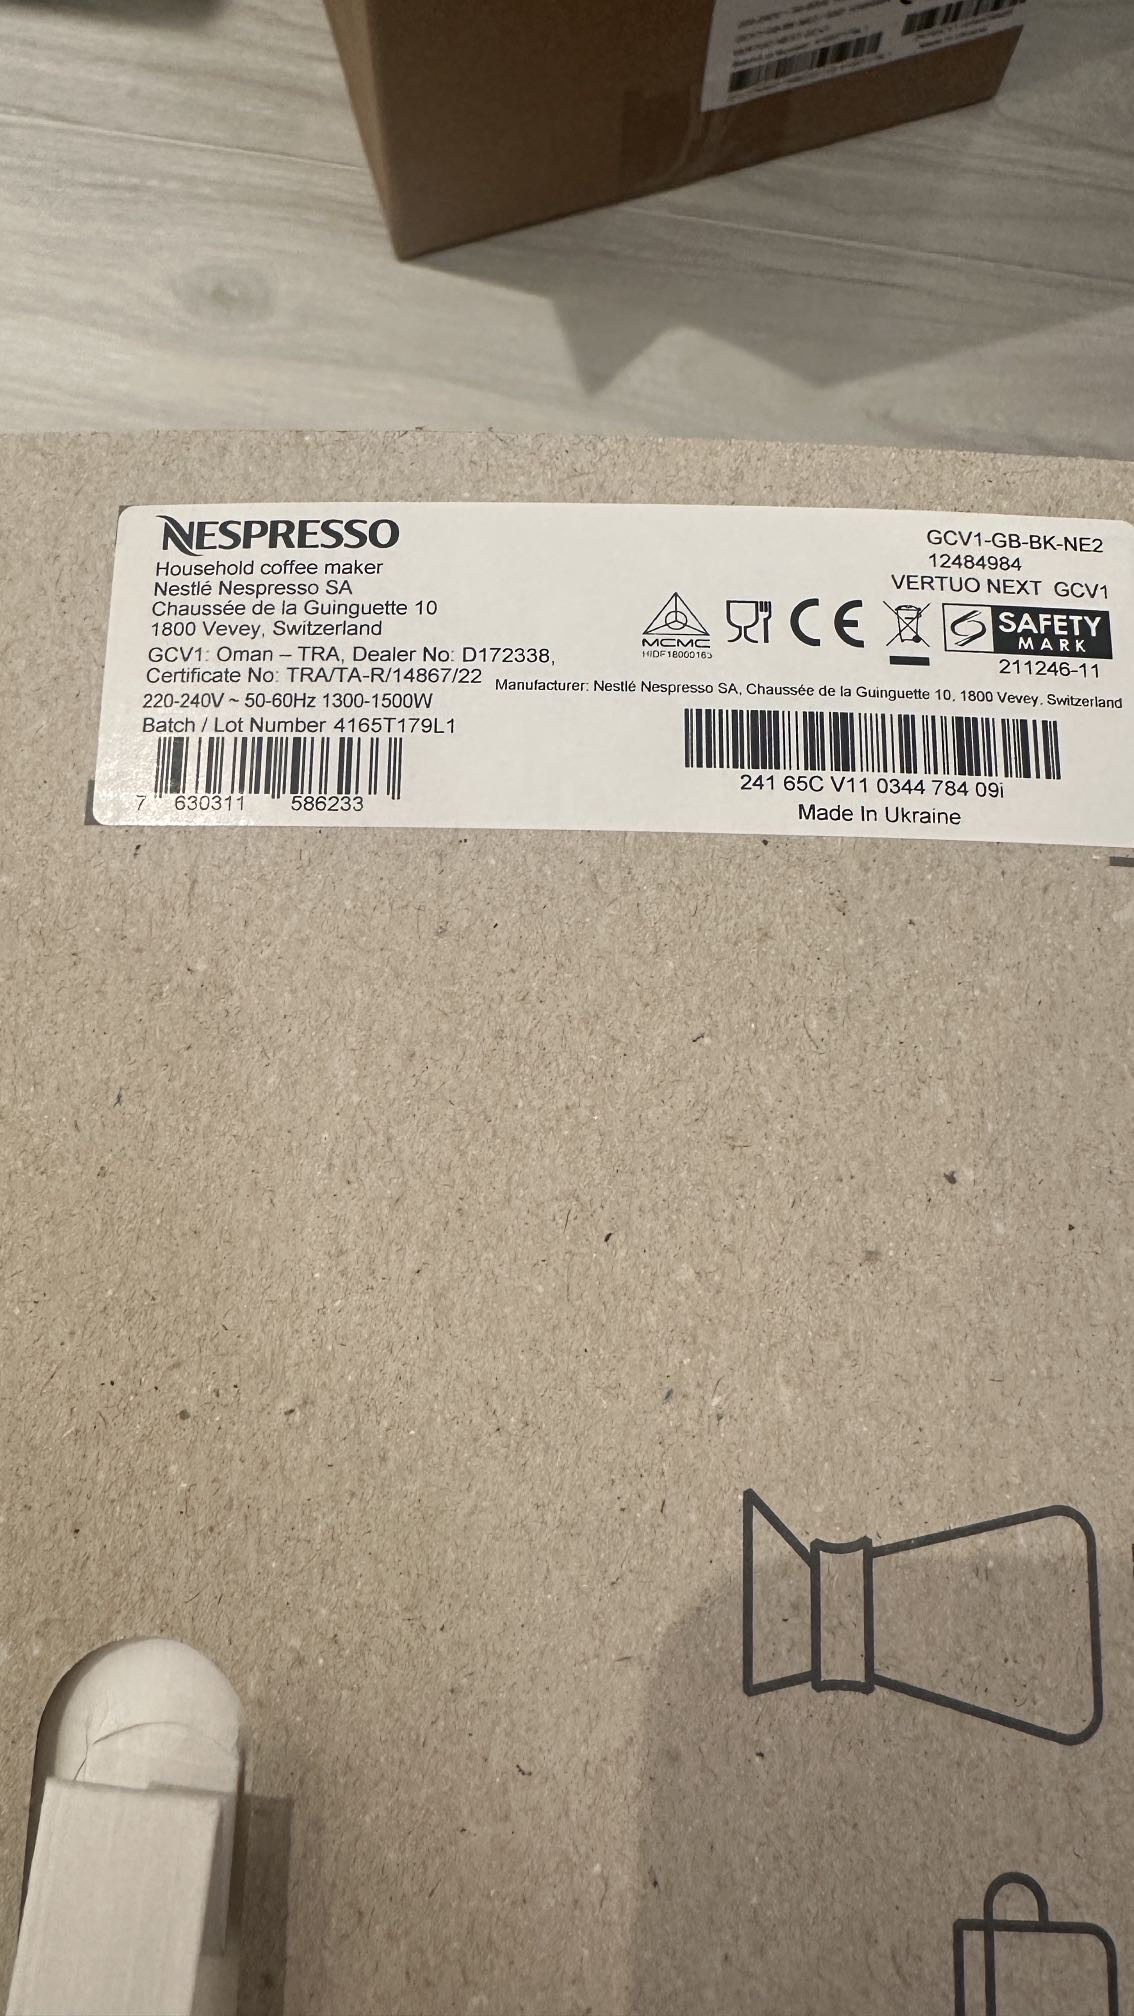 NESPRESSO
Household coffee maker
Nestlé Nespresso SA
Chaussée de la Guinguette 10
1800 Vevey, Switzerland
GCV1: Oman – TRA, Dealer No: D172338,
Certificate No: TRA/TA-R/14867/22
220-240V ~ 50-60Hz 1300-1500W
Batch / Lot Number 4165T179L1
7 630311 586233
GCV1-GB-BK-NE2
12484984
VERTUO NEXT GCV1
MCMC
HIDF18000163
CE
SAFETY
MARK
211246-11
Manufacturer: Nestlé Nespresso SA, Chaussée de la Guinguette 10, 1800 Vevey, Switzerland
241 65C V11 0344 784 09i
Made In Ukraine